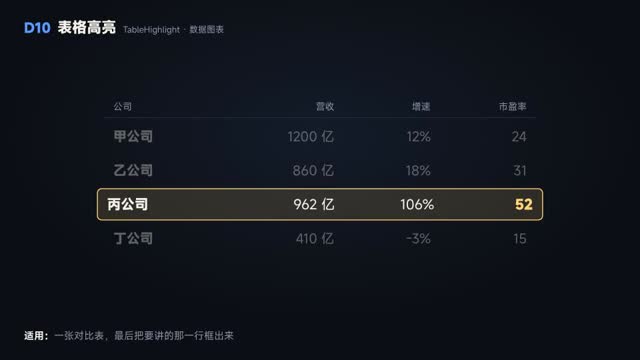 D10 表格高亮 TableHighlight · 数据图表
公司 营收 增速 市盈率
甲公司 1200 亿 12% 24
乙公司 860 亿 18% 31
丙公司 962 亿 106% 52
丁公司 410 亿 -3% 15
适用：一张对比表，最后把要讲的那一行框出来